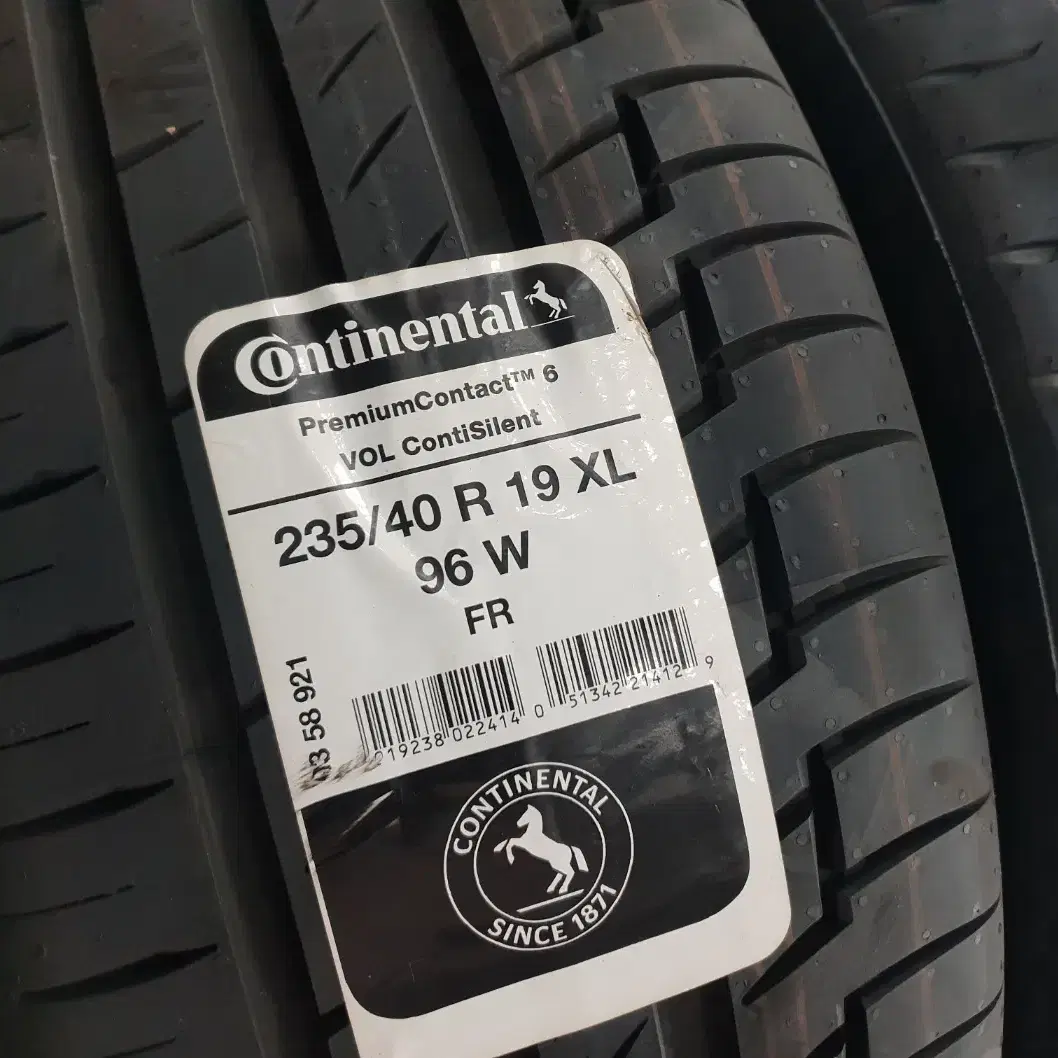 Continental
PremiumContact™ 6
VOL ContiSilent
235/40 R 19 XL
96 W
FR
03 58 921
019238 022414
0 51342 21412 9
CONTINENTAL
SINCE 1871